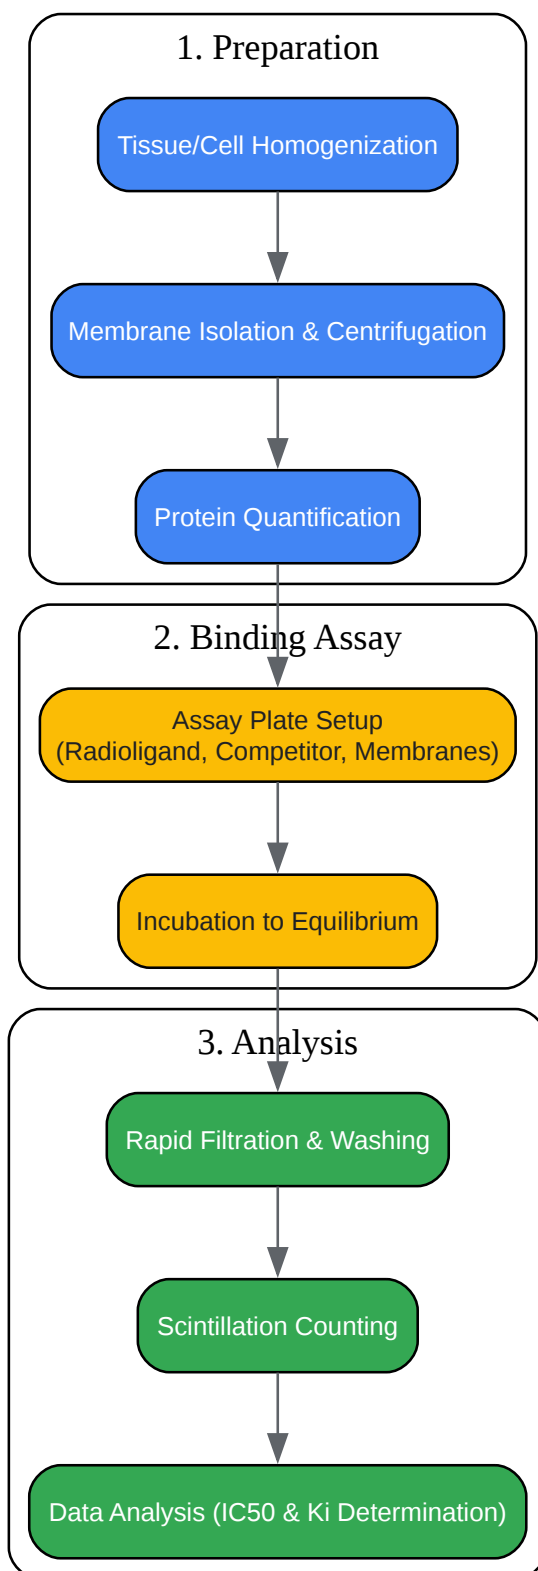 1. Preparation
Tissue/Cell Homogenization
Membrane Isolation & Centrifugation
Protein Quantification
2. Binding Assay
Assay Plate Setup
(Radioligand, Competitor, Membranes)
Incubation to Equilibrium
3. Analysis
Rapid Filtration & Washing
Scintillation Counting
Data Analysis (IC50 & Ki Determination)